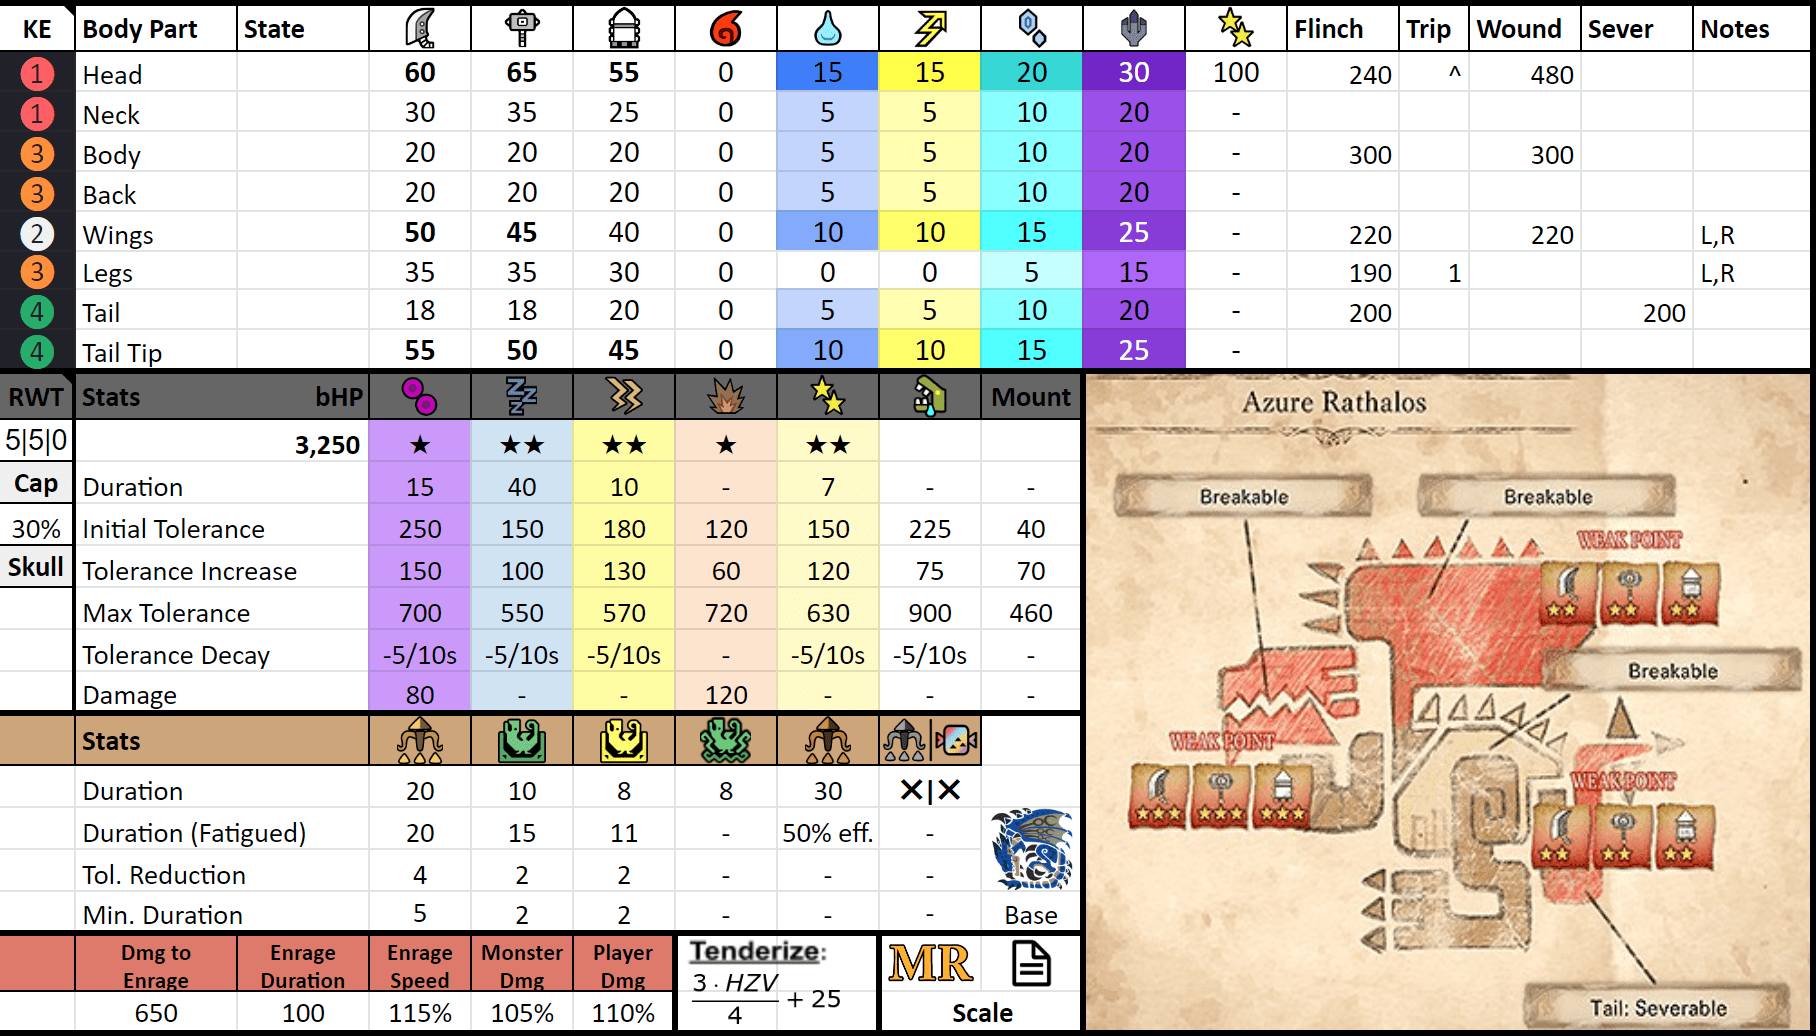 KE Body Part State Flinch Trip Wound Sever Notes
1 Head 60 65 55 0 15 15 20 30 100 240 ^ 480
1 Neck 30 35 25 0 5 5 10 20 -
3 Body 20 20 20 0 5 5 10 20 - 300 300
3 Back 20 20 20 0 5 5 10 20 -
2 Wings 50 45 40 0 10 10 15 25 - 220 220 L,R
3 Legs 35 35 30 0 0 0 5 15 - 190 1 L,R
4 Tail 18 18 20 0 5 5 10 20 - 200 200
4 Tail Tip 55 50 45 0 10 10 15 25 -
RWT Stats bHP Mount
5|5|0 3,250 ★ ★★ ★★ ★ ★★
Cap Duration 15 40 10 - 7 - -
30% Initial Tolerance 250 150 180 120 150 225 40
Skull Tolerance Increase 150 100 130 60 120 75 70
Max Tolerance 700 550 570 720 630 900 460
Tolerance Decay -5/10s -5/10s -5/10s - -5/10s -5/10s -
Damage 80 - - 120 - - -
Stats
Duration 20 10 8 8 30 ✕|✕
Duration (Fatigued) 20 15 11 - 50% eff. -
Tol. Reduction 4 2 2 - - -
Min. Duration 5 2 2 - - - Base
Dmg to Enrage Enrage Duration Enrage Speed Monster Dmg Player Dmg
650 100 115% 105% 110%
Tenderize:
3 · HZV
4
+ 25
MR
Scale
Azure Rathalos
Breakable Breakable
WEAK POINT
Breakable
WEAK POINT
WEAK POINT
Tail: Severable